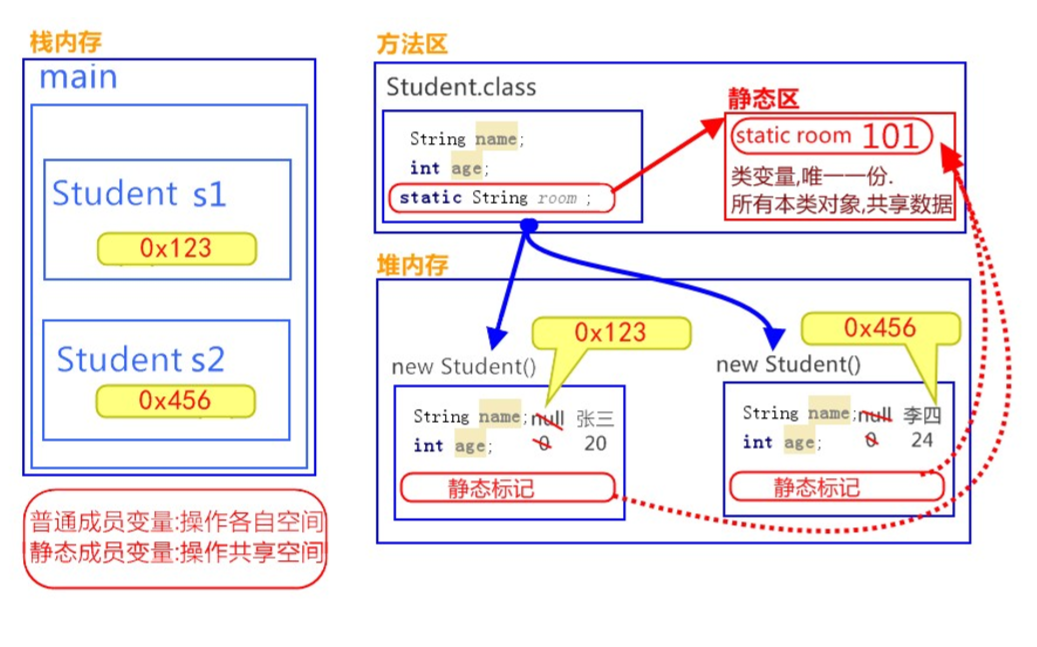 栈内存
main
Student s1
0x123
Student s2
0x456
普通成员变量:操作各自空间
静态成员变量:操作共享空间
方法区
Student.class
String name;
int age;
static String room ;
静态区
static room 101
类变量,唯一一份.
所有本类对象,共享数据
堆内存
0x123
new Student()
String name; null 张三
int age; 0 20
静态标记
0x456
new Student()
String name; null 李四
int age; 0 24
静态标记